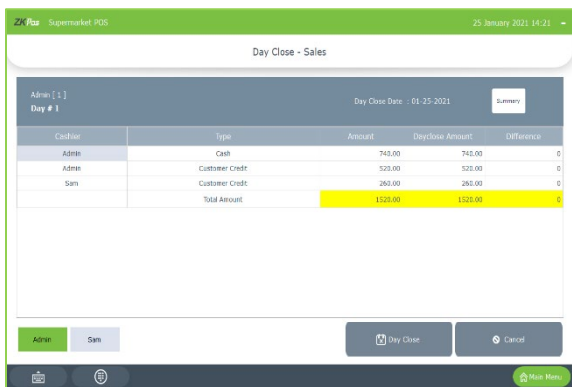 ZKPos Supermarket POS 25 January 2021 14:21
Day Close - Sales
Admin [ 1 ]
Day # 1
Day Close Date : 01-25-2021
Summary
Cashier Type Amount Dayclose Amount Difference
Admin Cash 740.00 740.00 0
Admin Customer Credit 520.00 520.00 0
Sam Customer Credit 260.00 260.00 0
Total Amount 1520.00 1520.00 0
Admin Sam Day Close Cancel
Main Menu